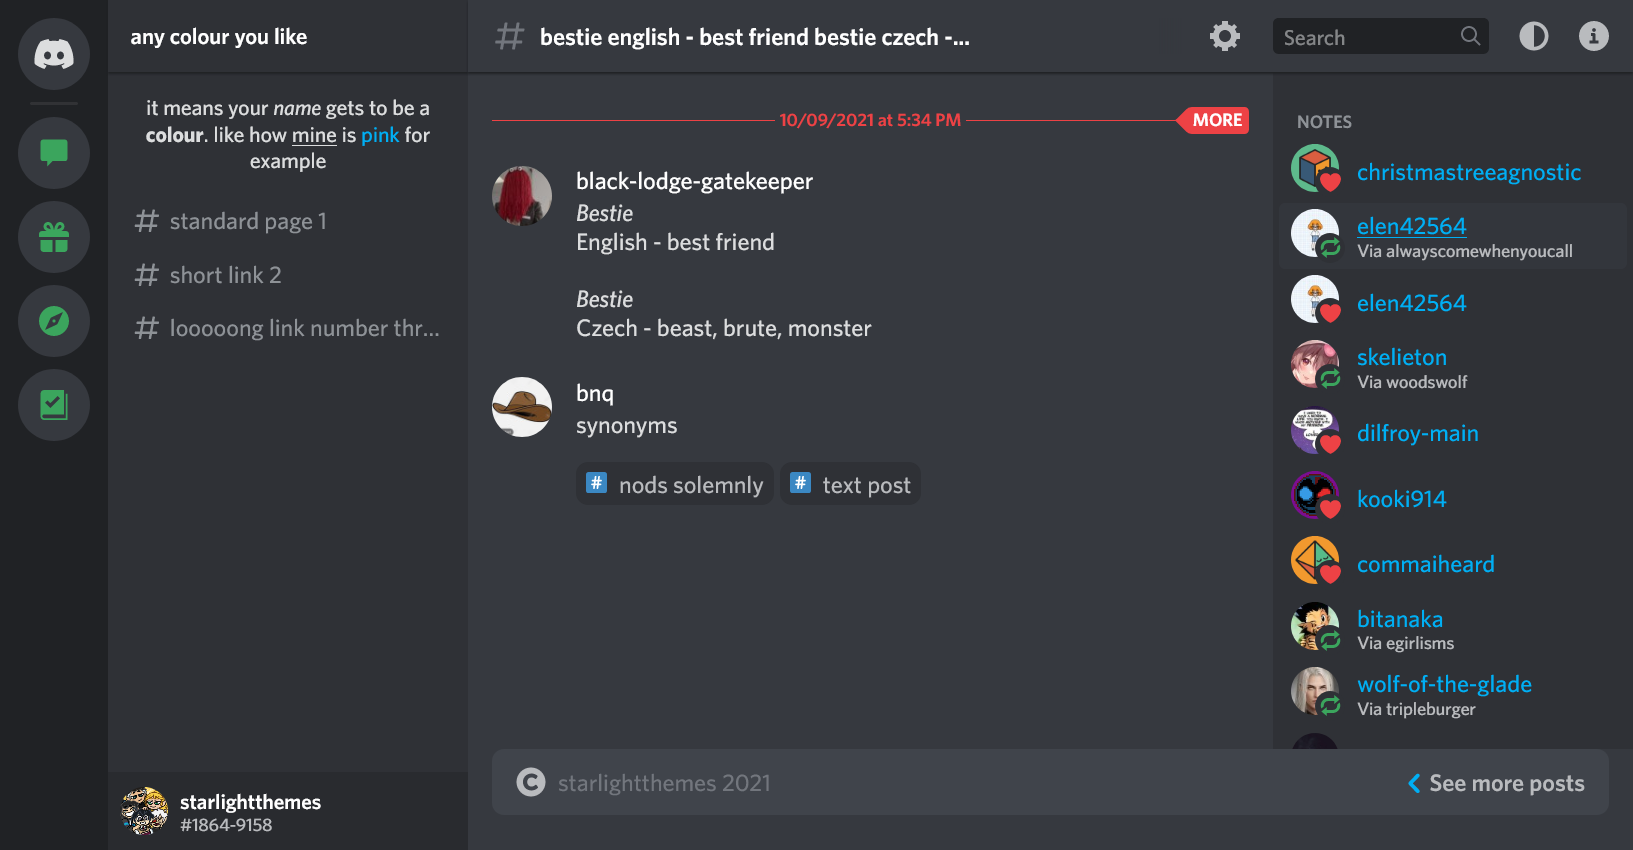 any colour you like
it means your name gets to be a
colour. like how mine is pink for
example
# standard page 1
# short link 2
# looooong link number thr...
starlightthemes
#1864-9158
# bestie english - best friend bestie czech -...
Search
10/09/2021 at 5:34 PM
MORE
black-lodge-gatekeeper
Bestie
English - best friend
Bestie
Czech - beast, brute, monster
bnq
synonyms
# nods solemnly # text post
starlightthemes 2021
See more posts
NOTES
christmastreeagnostic
elen42564
Via alwayscomewhenyoucall
elen42564
skelieton
Via woodswolf
dilfroy-main
kooki914
commaiheard
bitanaka
Via egirlisms
wolf-of-the-glade
Via tripleburger